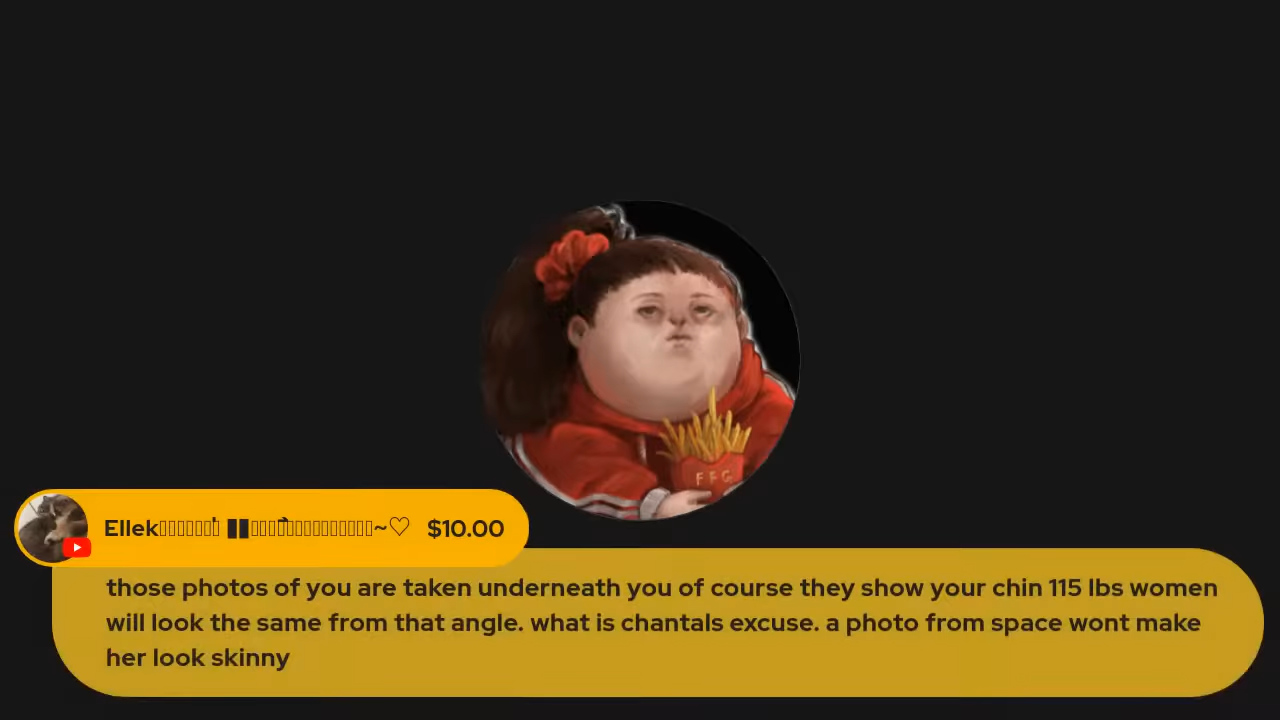 FFG
Ellek ~♡ $10.00
those photos of you are taken underneath you of course they show your chin 115 lbs women
will look the same from that angle. what is chantals excuse. a photo from space wont make
her look skinny